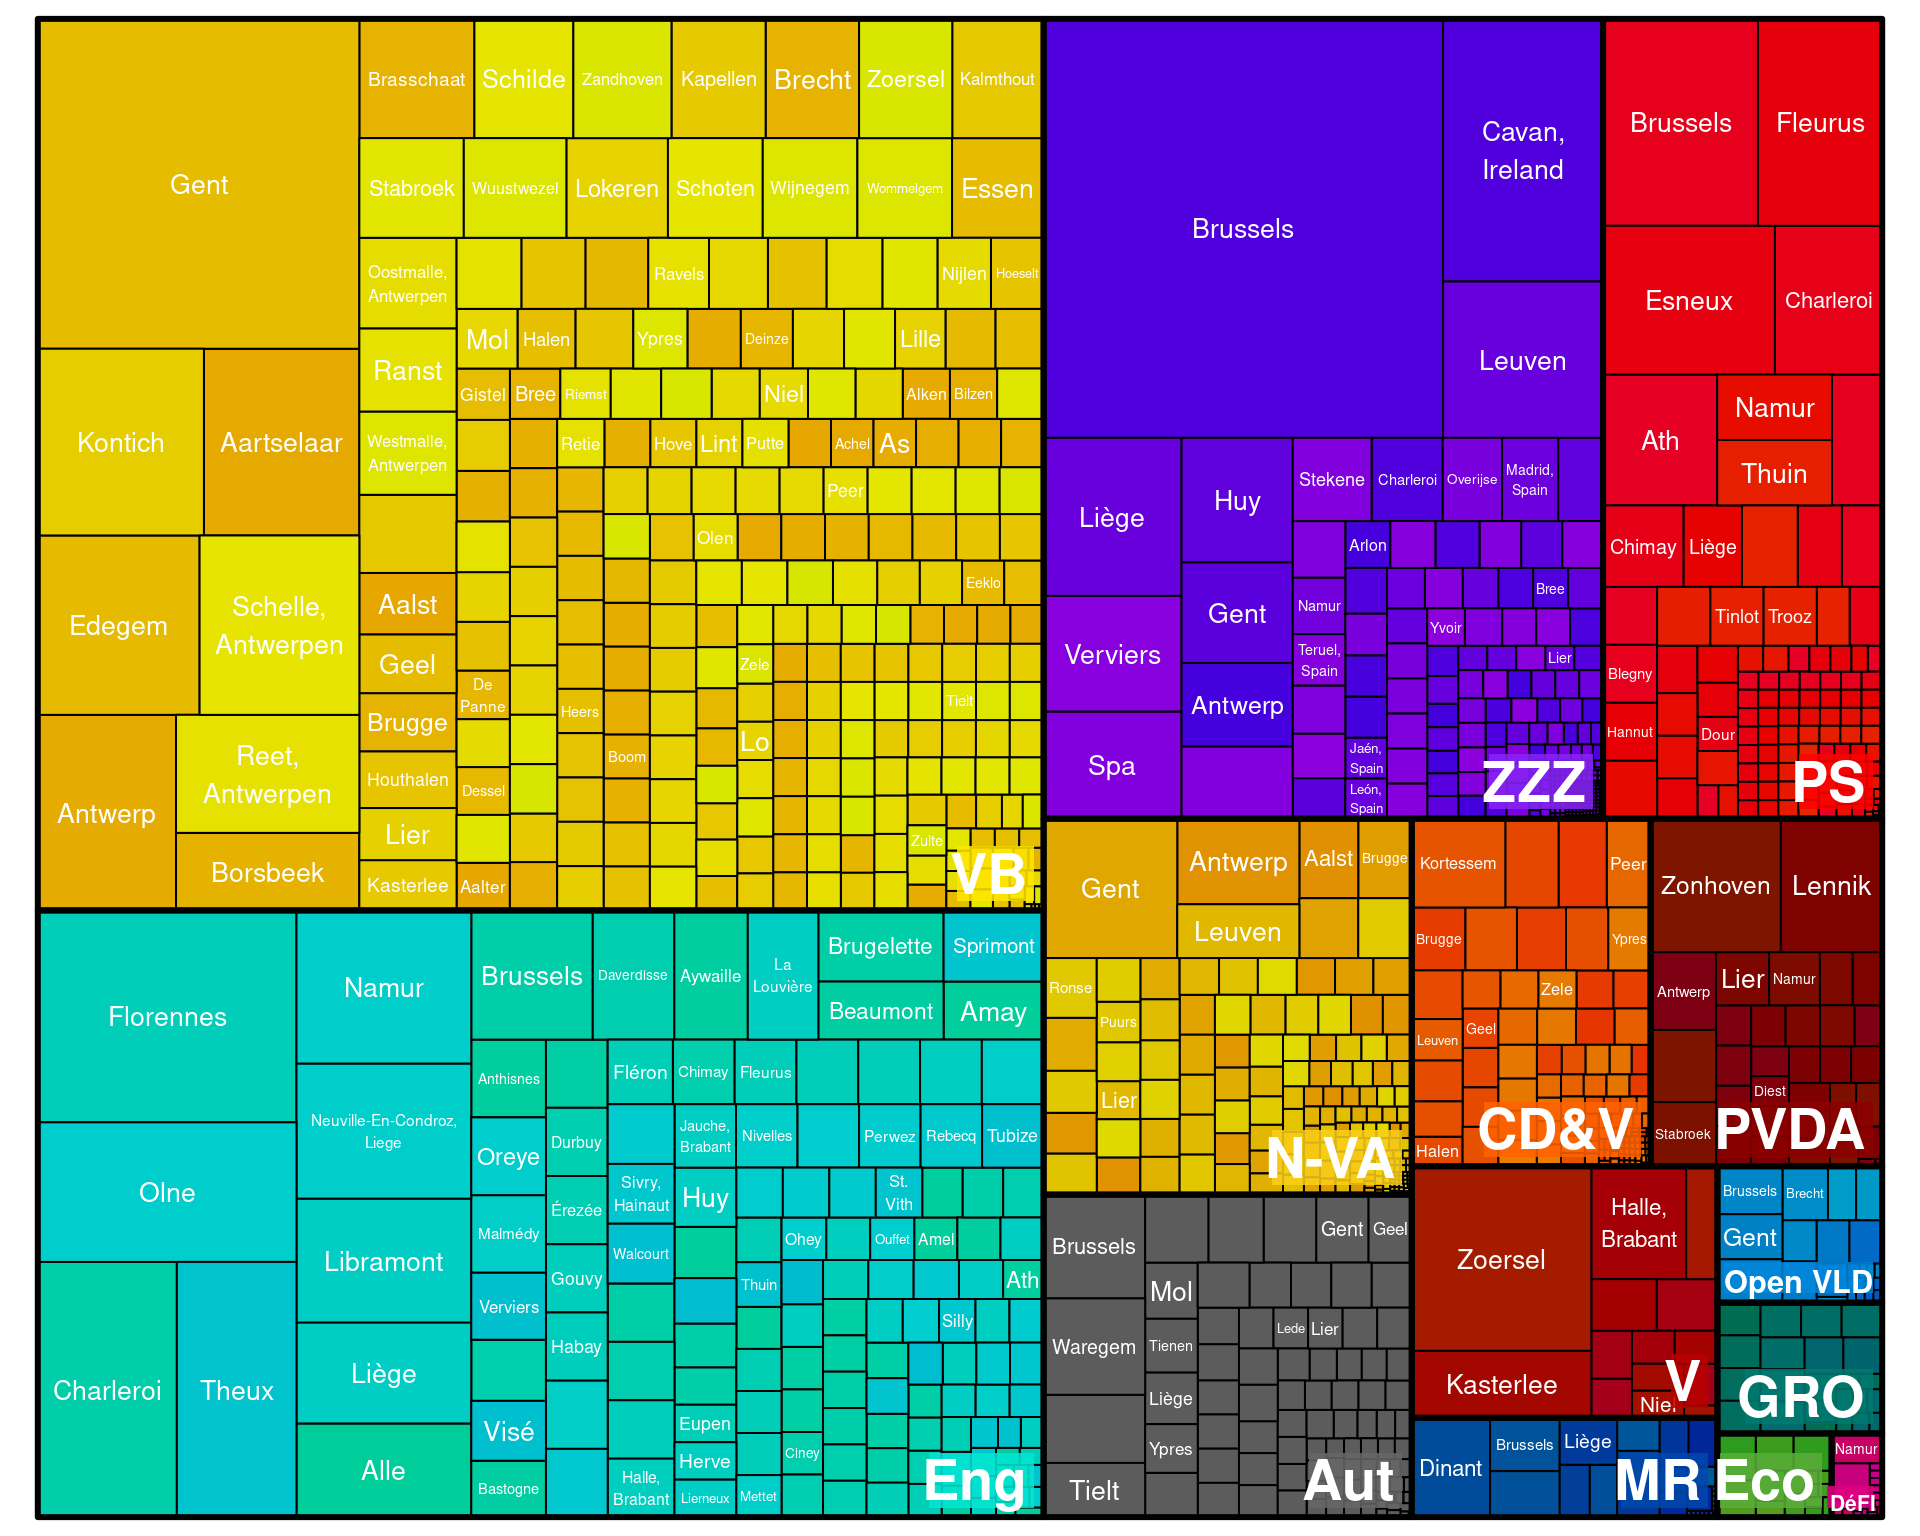 Gent
Brasschaat
Schilde
Zandhoven
Kapellen
Brecht
Zoersel
Kalmthout
Stabroek
Wuustwezel
Lokeren
Schoten
Wijnegem
Wommelgem
Essen
Oostmalle,
Antwerpen
Ravels
Nijlen
Hoeselt
Mol
Halen
Ypres
Deinze
Lille
Ranst
Gistel
Bree
Riemst
Niel
Alken
Bilzen
Kontich
Aartselaar
Westmalle,
Antwerpen
Retie
Hove
Lint
Putte
Achel
As
Peer
Olen
Eeklo
Edegem
Schelle,
Antwerpen
Aalst
Geel
Zele
De
Panne
Heers
Tielt
Brugge
Lo
Boom
Antwerp
Reet,
Antwerpen
Houthalen
Dessel
Lier
Zulte
Borsbeek
Kasterlee
Aalter
VB
Brussels
Cavan,
Ireland
Leuven
Liège
Huy
Stekene
Charleroi
Overijse
Madrid,
Spain
Arlon
Gent
Namur
Bree
Yvoir
Verviers
Teruel,
Spain
Lier
Antwerp
Spa
Jaén,
Spain
León,
Spain
ZZZ
Brussels
Fleurus
Esneux
Charleroi
Ath
Namur
Thuin
Chimay
Liège
Tinlot
Trooz
Blegny
Hannut
Dour
PS
Florennes
Namur
Brussels
Daverdisse
Aywaille
La
Louvière
Brugelette
Sprimont
Beaumont
Amay
Neuville-En-Condroz,
Liege
Anthisnes
Fléron
Chimay
Fleurus
Olne
Oreye
Durbuy
Jauche,
Brabant
Nivelles
Perwez
Rebecq
Tubize
Sivry,
Hainaut
Huy
St.
Vith
Libramont
Malmédy
Érezée
Walcourt
Ohey
Ouffet
Amel
Gouvy
Thuin
Ath
Charleroi
Theux
Liège
Verviers
Habay
Silly
Alle
Visé
Eupen
Herve
Ciney
Bastogne
Halle,
Brabant
Lierneux
Mettet
Eng
Gent
Antwerp
Aalst
Brugge
Leuven
Ronse
Puurs
Lier
N-VA
Kortessem
Peer
Brugge
Ypres
Zele
Leuven
Geel
Halen
CD&V
Zonhoven
Lennik
Antwerp
Lier
Namur
Diest
Stabroek
PVDA
Brussels
Gent
Geel
Mol
Waregem
Tienen
Lede
Lier
Liège
Ypres
Tielt
Aut
Zoersel
Halle,
Brabant
Kasterlee
Niel
V
Brussels
Brecht
Gent
Open VLD
GRO
Dinant
Brussels
Liège
MR
Eco
Namur
DéFI